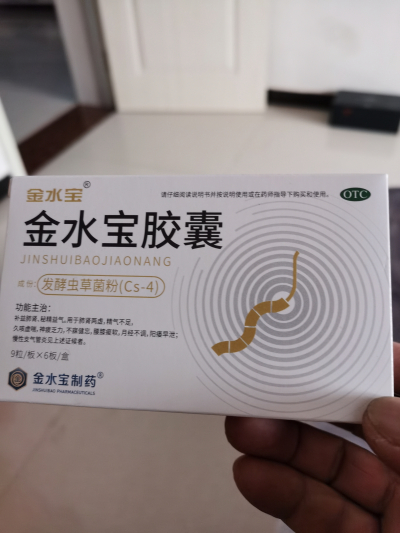 金水宝®
请仔细阅读说明书并按说明使用或在药师指导下购买和使用。
OTC
金水宝胶囊
JINSHUIBAOJIAONANG
成份:发酵虫草菌粉(Cs-4)
功能主治:
补益肺肾,秘精益气。用于肺肾两虚,精气不足,
久咳虚喘,神疲乏力,不寐健忘,腰膝痠软,月经不调,阳痿早泄;
慢性支气管炎见上述证候者。
9粒/板×6板/盒
金水宝制药®
JINSHUIBAO PHARMACEUTICALS